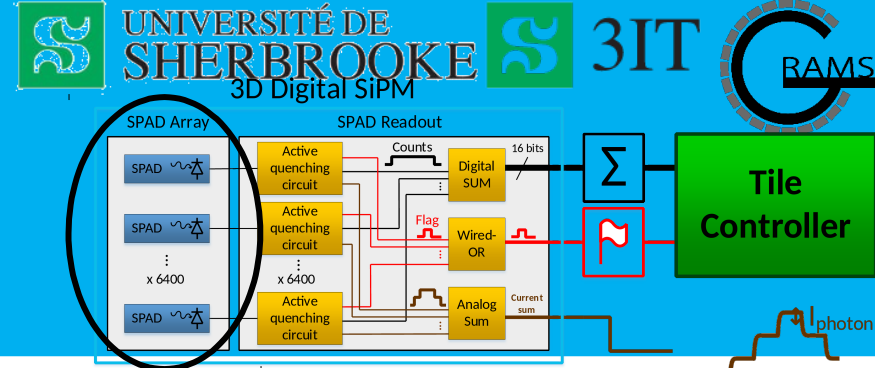 UNIVERSITÉ DE
SHERBROOKE
3IT
GRAMS
3D Digital SiPM
SPAD Array
SPAD Readout
SPAD
Active
quenching
circuit
Counts
Digital
SUM
16 bits
Σ
Tile
Controller
SPAD
Active
quenching
circuit
Flag
Wired-
OR
x 6400
x 6400
SPAD
Active
quenching
circuit
Analog
Sum
Current
sum
Iphoton